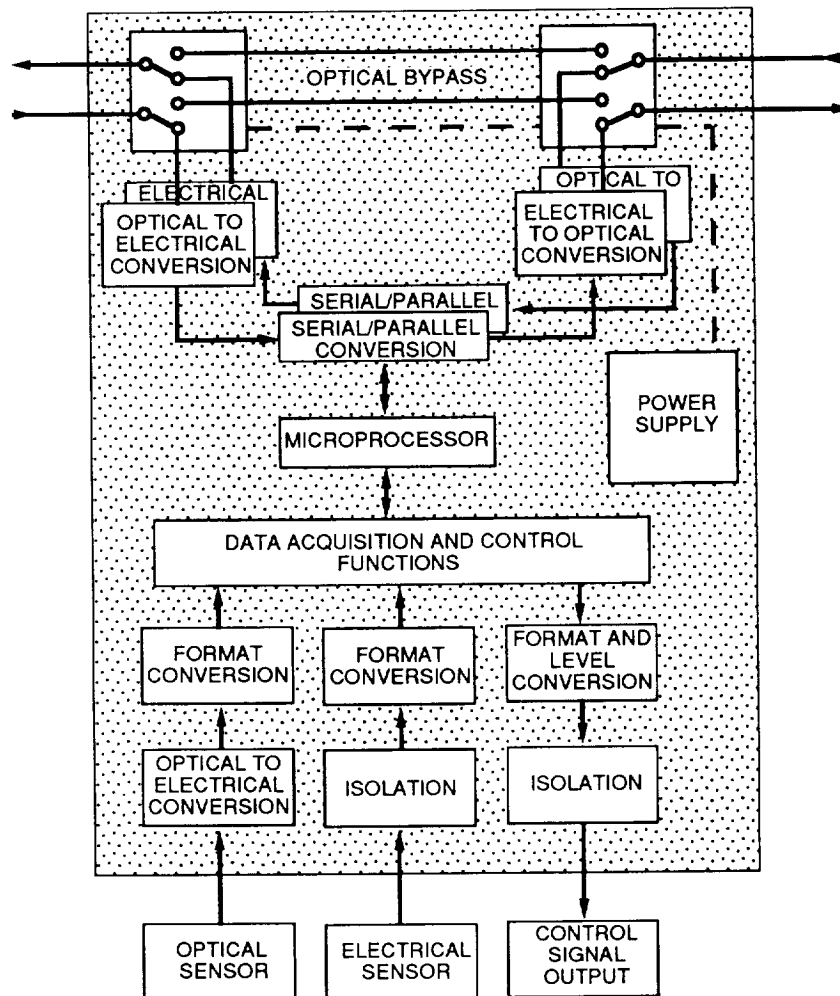 OPTICAL BYPASS
ELECTRICAL
OPTICAL TO
ELECTRICAL
CONVERSION
OPTICAL TO
ELECTRICAL
TO OPTICAL
CONVERSION
SERIAL/PARALLEL
SERIAL/PARALLEL
CONVERSION
POWER
SUPPLY
MICROPROCESSOR
DATA ACQUISITION AND CONTROL
FUNCTIONS
FORMAT
CONVERSION
FORMAT
CONVERSION
FORMAT AND
LEVEL
CONVERSION
OPTICAL TO
ELECTRICAL
CONVERSION
ISOLATION
ISOLATION
OPTICAL
SENSOR
ELECTRICAL
SENSOR
CONTROL
SIGNAL
OUTPUT